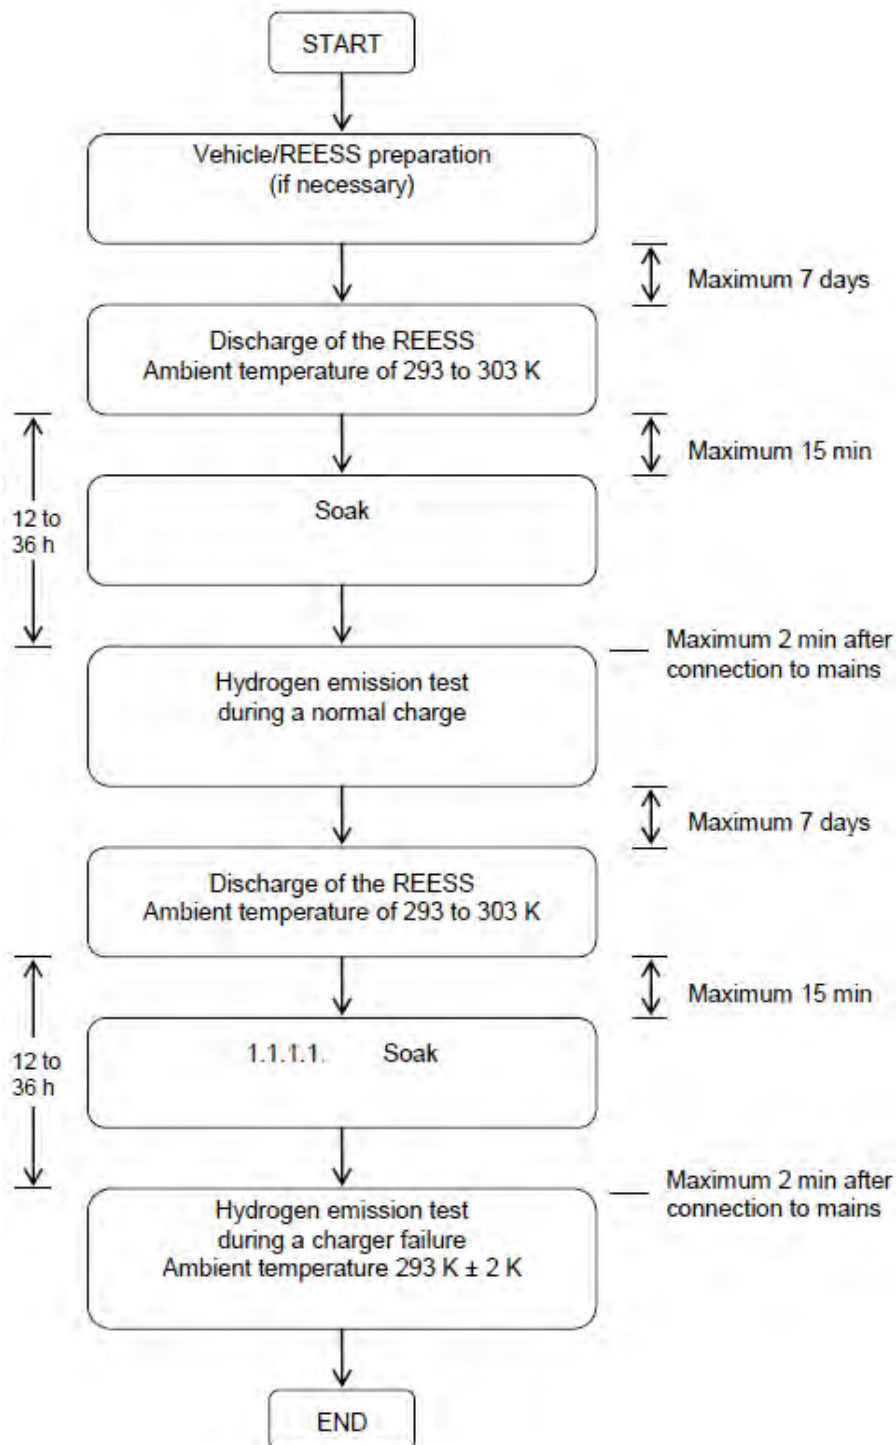 START
Vehicle/REESS preparation
(if necessary)
Maximum 7 days
Discharge of the REESS
Ambient temperature of 293 to 303 K
Maximum 15 min
Soak
12 to
36 h
Maximum 2 min after
connection to mains
Hydrogen emission test
during a normal charge
Maximum 7 days
Discharge of the REESS
Ambient temperature of 293 to 303 K
Maximum 15 min
1.1.1.1. Soak
12 to
36 h
Maximum 2 min after
connection to mains
Hydrogen emission test
during a charger failure
Ambient temperature 293 K ± 2 K
END